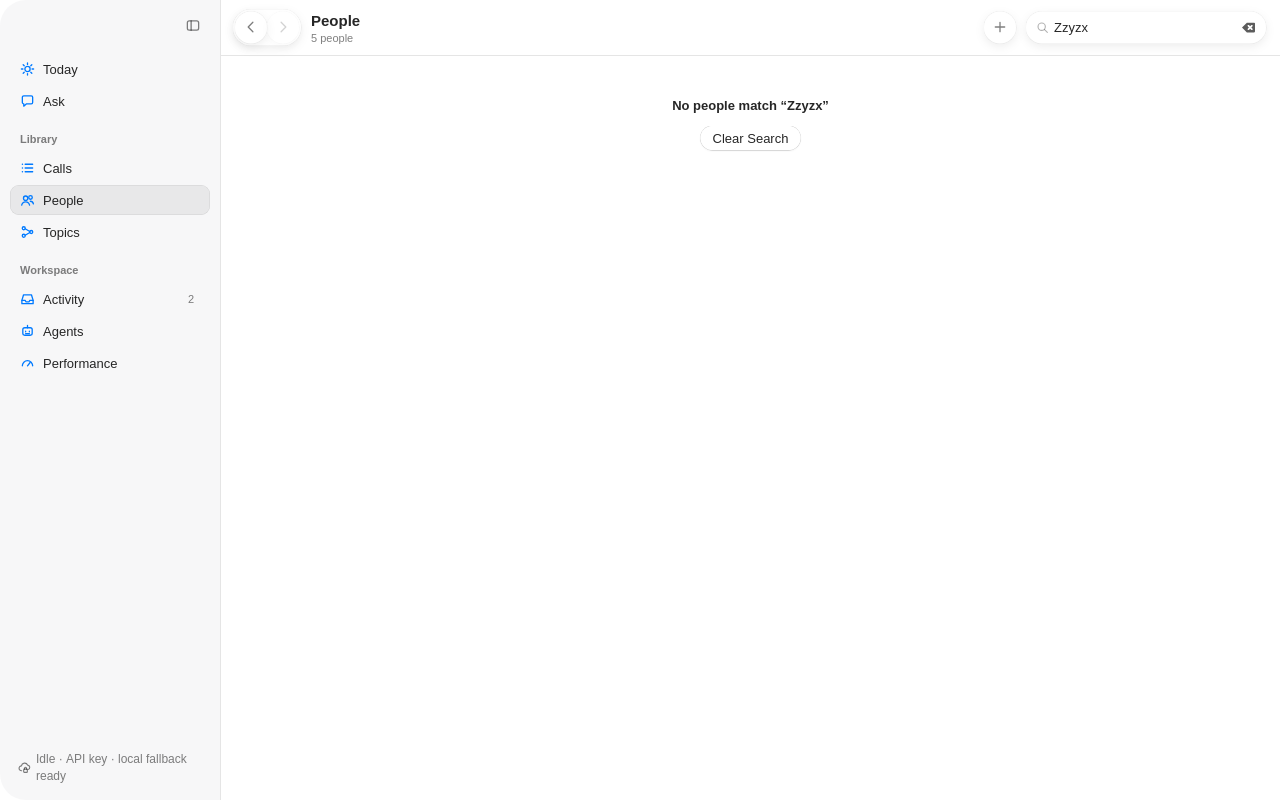 Today
Ask
Library
Calls
People
Topics
Workspace
Activity 2
Agents
Performance
Idle · API key · local fallback
ready
People
5 people
Zzyzx
No people match “Zzyzx”
Clear Search